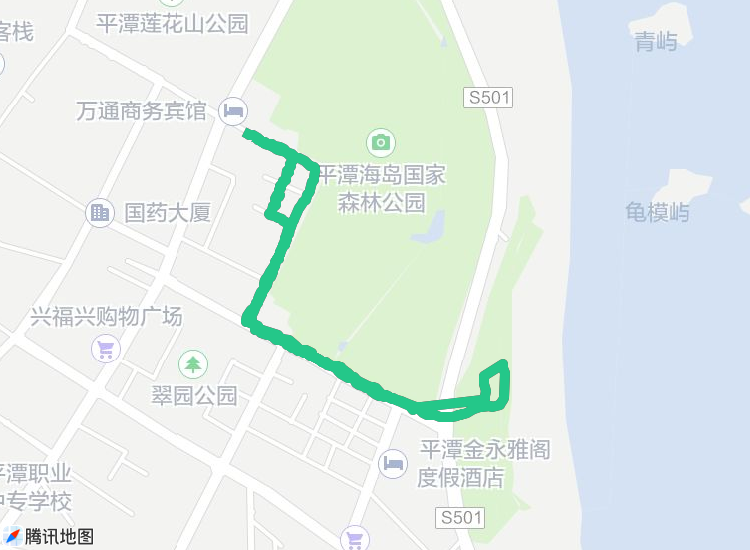 平潭莲花山公园
客栈
青屿
S501
万通商务宾馆
平潭海岛国家
森林公园
国药大厦
龟模屿
兴福兴购物广场
翠园公园
平潭金永雅阁
度假酒店
平潭职业
中专学校
S501
腾讯地图